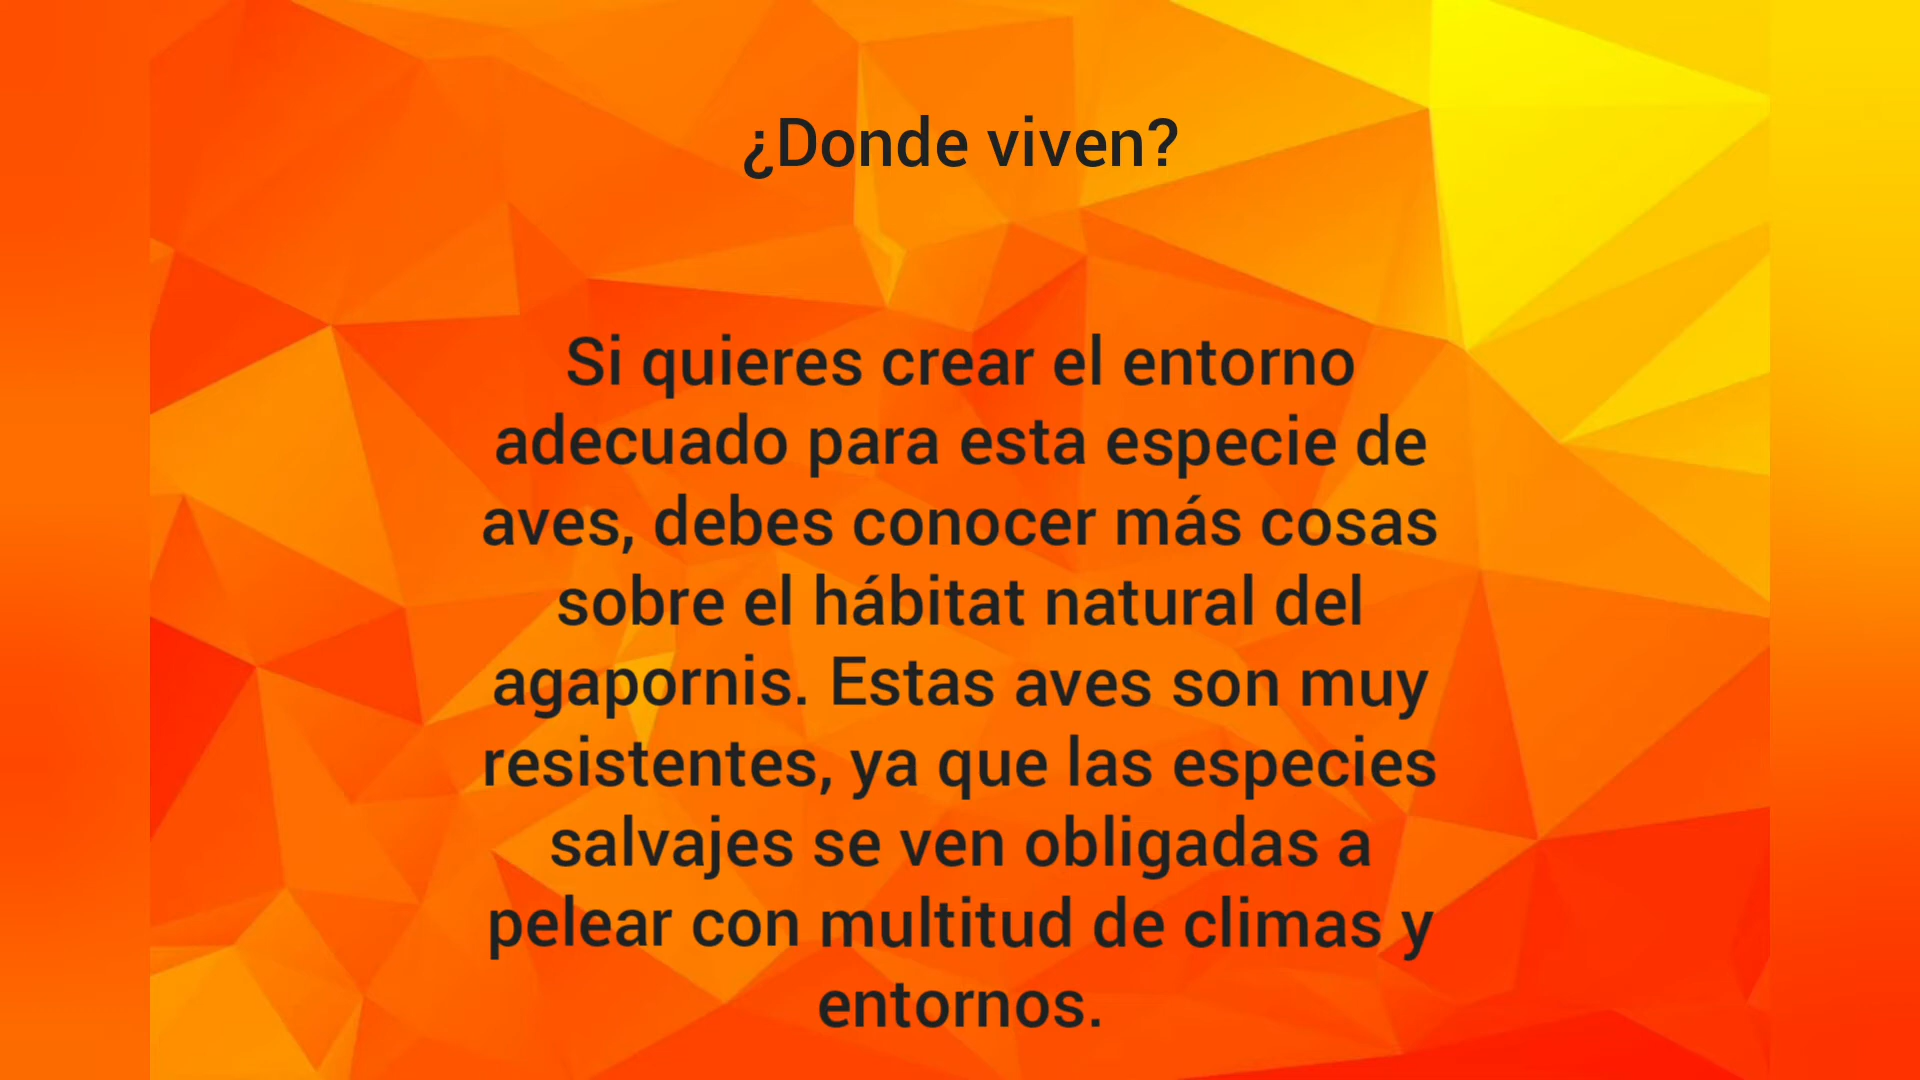 ¿Donde viven?
Si quieres crear el entorno
adecuado para esta especie de
aves, debes conocer más cosas
sobre el hábitat natural del
agapornis. Estas aves son muy
resistentes, ya que las especies
salvajes se ven obligadas a
pelear con multitud de climas y
entornos.